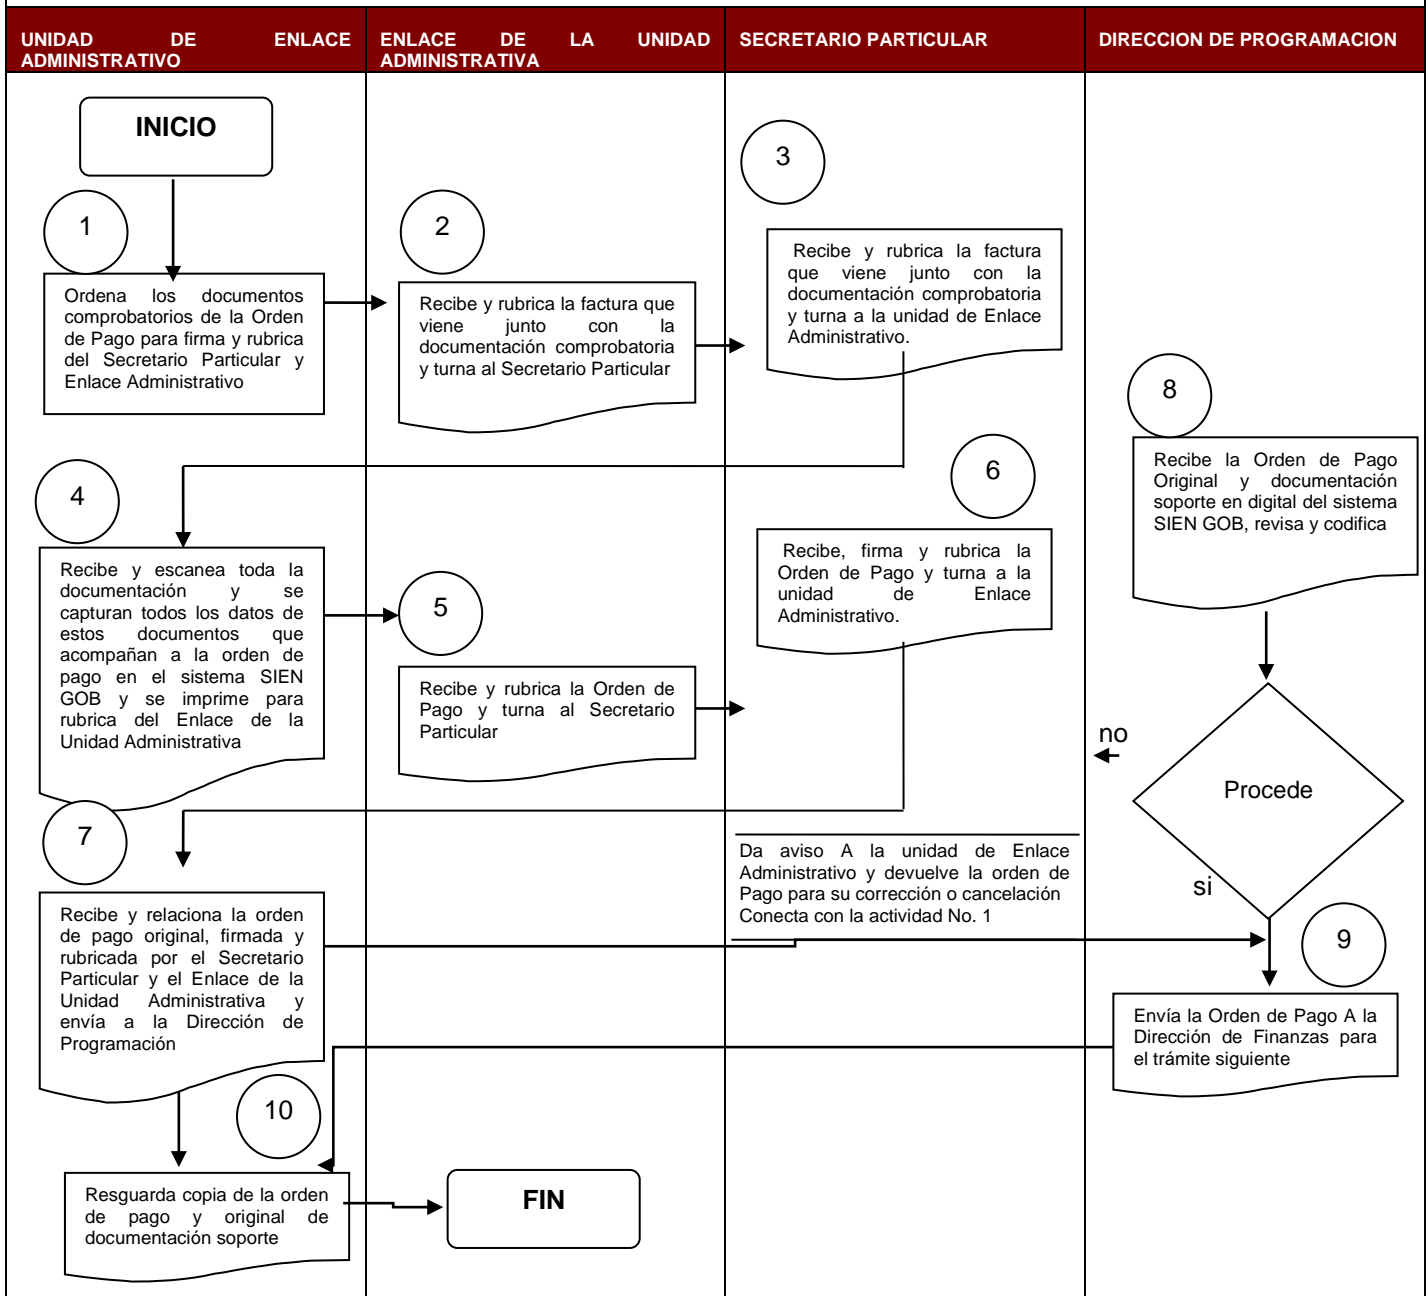 UNIDAD DE ENLACE
ADMINISTRATIVO
ENLACE DE LA UNIDAD
ADMINISTRATIVA
SECRETARIO PARTICULAR
DIRECCION DE PROGRAMACION
INICIO
1
Ordena los documentos
comprobatorios de la Orden
de Pago para firma y rubrica
del Secretario Particular y
Enlace Administrativo
2
Recibe y rubrica la factura que
viene junto con la
documentación comprobatoria
y turna al Secretario Particular
3
Recibe y rubrica la factura
que viene junto con la
documentación comprobatoria
y turna a la unidad de Enlace
Administrativo.
4
Recibe y escanea toda la
documentación y se
capturan todos los datos de
estos documentos que
acompañan a la orden de
pago en el sistema SIEN
GOB y se imprime para
rubrica del Enlace de la
Unidad Administrativa
5
Recibe y rubrica la Orden de
Pago y turna al Secretario
Particular
6
Recibe, firma y rubrica la
Orden de Pago y turna a la
unidad de Enlace
Administrativo.
7
Recibe y relaciona la orden
de pago original, firmada y
rubricada por el Secretario
Particular y el Enlace de la
Unidad Administrativa y
envía a la Dirección de
Programación
8
Recibe la Orden de Pago
Original y documentación
soporte en digital del sistema
SIEN GOB, revisa y codifica
Procede
no
Da aviso A la unidad de Enlace
Administrativo y devuelve la orden de
Pago para su corrección o cancelación
Conecta con la actividad No. 1
si
9
Envía la Orden de Pago A la
Dirección de Finanzas para
el trámite siguiente
10
Resguarda copia de la orden
de pago y original de
documentación soporte
FIN